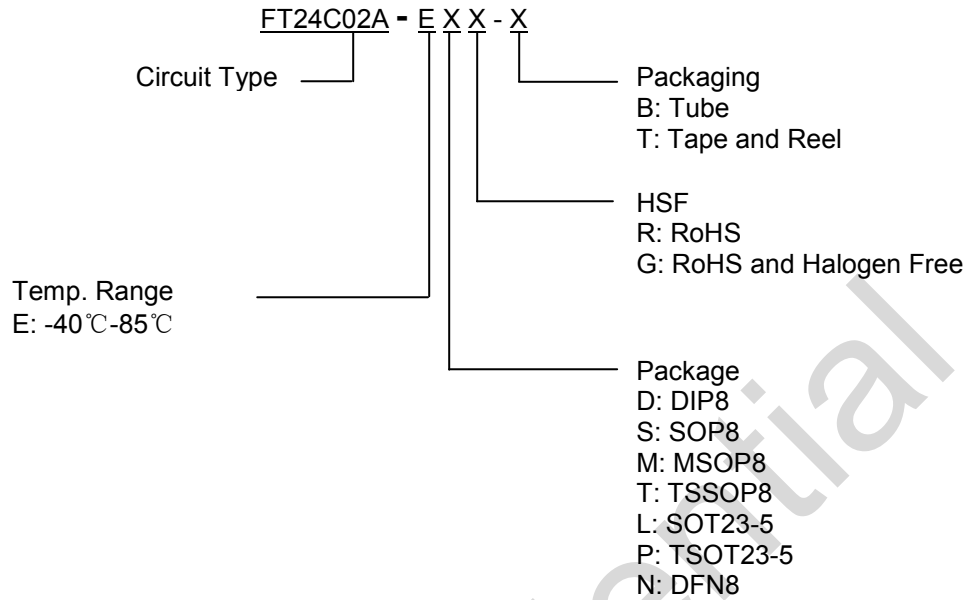 FT24C02A - E X X - X
Circuit Type
Packaging
B: Tube
T: Tape and Reel
HSF
R: RoHS
G: RoHS and Halogen Free
Temp. Range
E: -40℃-85℃
Package
D: DIP8
S: SOP8
M: MSOP8
T: TSSOP8
L: SOT23-5
P: TSOT23-5
N: DFN8
ential